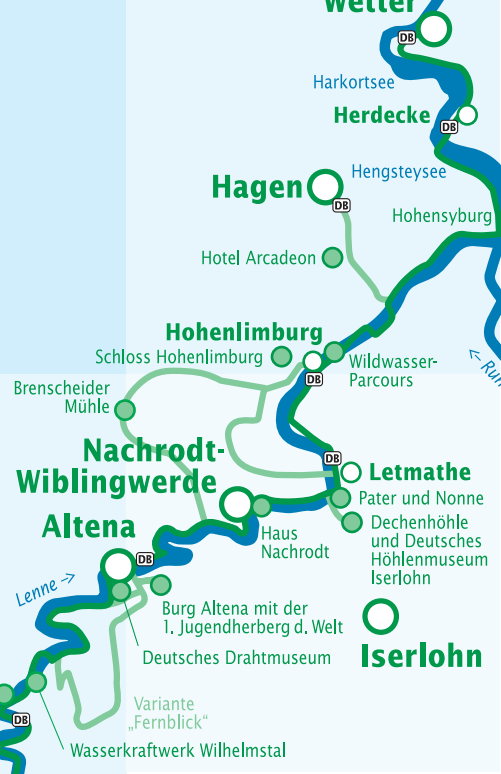 Wetter
DB
Harkortsee
Herdecke
DB
Hengsteysee
Hagen
DB
Hohensyburg
Hotel Arcadeon
Hohenlimburg
Schloss Hohenlimburg
Wildwasser-
Parcours
DB
Brenscheider
Mühle
Nachrodt-
Wiblingwerde
DB
Letmathe
Pater und Nonne
Altena
Haus
Nachrodt
Dechenhöhle
und Deutsches
Höhlenmuseum
Iserlohn
DB
Lenne →
Burg Altena mit der
1. Jugendherberg d. Welt
Deutsches Drahtmuseum
Iserlohn
Variante
„Fernblick“
DB
Wasserkraftwerk Wilhelmstal